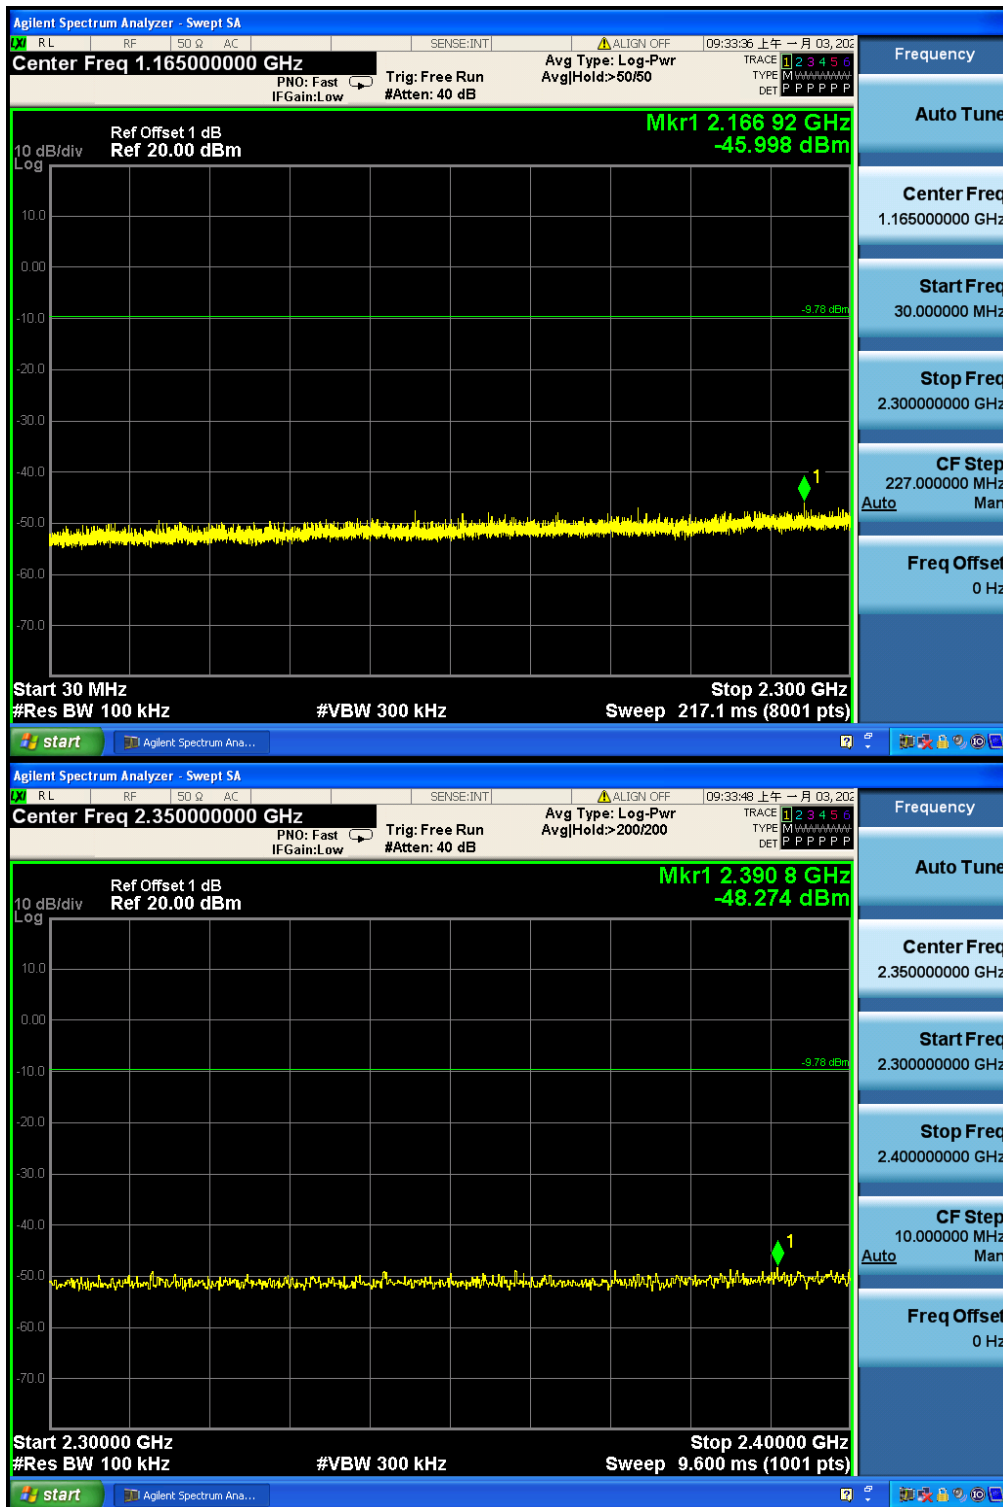 Agilent Spectrum Analyzer - Swept SA
LXI RL RF 50 Ω AC SENSE:INT ALIGN OFF 09:33:36 上午 一月 03, 202
Center Freq 1.165000000 GHz
PNO: Fast
IFGain:Low
Trig: Free Run
#Atten: 40 dB
Avg Type: Log-Pwr
Avg|Hold:>50/50
TRACE 1 2 3 4 5 6
TYPE M
DET P P P P P P
Ref Offset 1 dB
Ref 20.00 dBm
10 dB/div
Log
Mkr1 2.166 92 GHz
-45.998 dBm
10.0
0.00
-10.0
-20.0
-30.0
-40.0
-50.0
-60.0
-70.0
-9.78 dBm
1
Start 30 MHz
Stop 2.300 GHz
#Res BW 100 kHz
#VBW 300 kHz
Sweep 217.1 ms (8001 pts)
Frequency
Auto Tune
Center Freq
1.165000000 GHz
Start Freq
30.000000 MHz
Stop Freq
2.300000000 GHz
CF Step
227.000000 MHz
Auto Man
Freq Offset
0 Hz
start
Agilent Spectrum Ana...
Agilent Spectrum Analyzer - Swept SA
LXI RL RF 50 Ω AC SENSE:INT ALIGN OFF 09:33:48 上午 一月 03, 202
Center Freq 2.350000000 GHz
PNO: Fast
IFGain:Low
Trig: Free Run
#Atten: 40 dB
Avg Type: Log-Pwr
Avg|Hold:>200/200
TRACE 1 2 3 4 5 6
TYPE M
DET P P P P P P
Ref Offset 1 dB
Ref 20.00 dBm
10 dB/div
Log
Mkr1 2.390 8 GHz
-48.274 dBm
10.0
0.00
-10.0
-20.0
-30.0
-40.0
-50.0
-60.0
-70.0
-9.78 dBm
1
Start 2.30000 GHz
Stop 2.40000 GHz
#Res BW 100 kHz
#VBW 300 kHz
Sweep 9.600 ms (1001 pts)
Frequency
Auto Tune
Center Freq
2.350000000 GHz
Start Freq
2.300000000 GHz
Stop Freq
2.400000000 GHz
CF Step
10.000000 MHz
Auto Man
Freq Offset
0 Hz
start
Agilent Spectrum Ana...